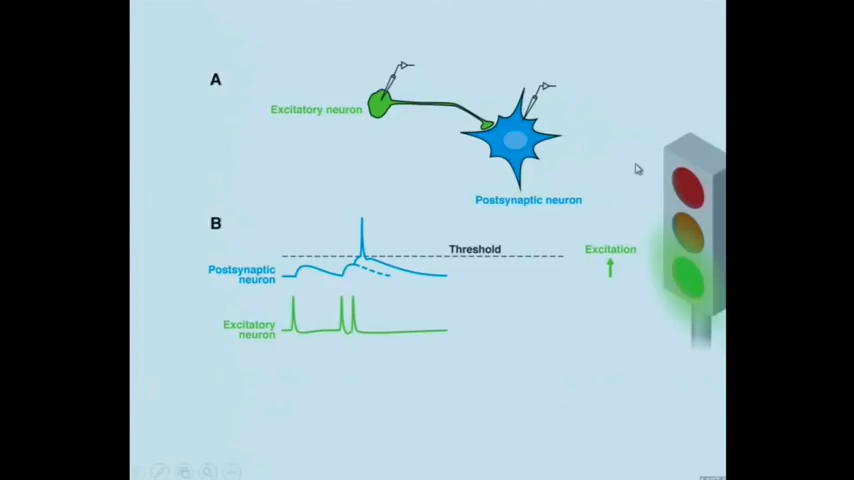 A
Excitatory neuron
Postsynaptic neuron
B
Threshold
Excitation
Postsynaptic
neuron
Excitatory
neuron